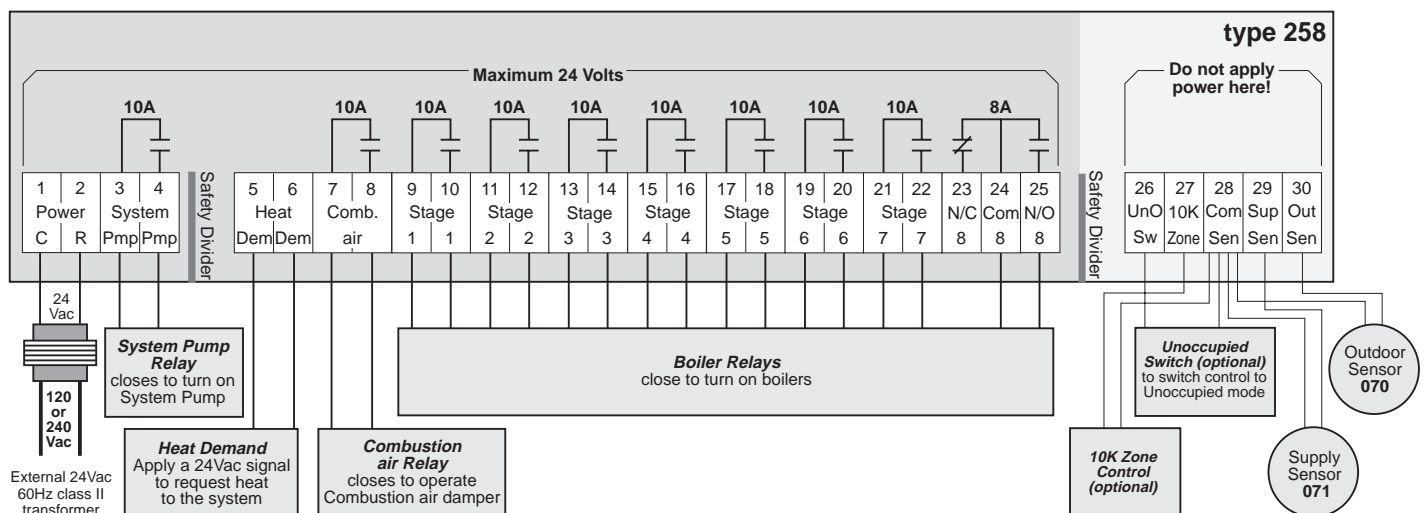 type 258
Maximum 24 Volts
Do not apply
power here!
10A 10A 10A 10A 10A 10A 10A 10A 10A 8A
1 2 3 4 5 6 7 8 9 10 11 12 13 14 15 16 17 18 19 20 21 22 23 24 25 26 27 28 29 30
Power System Heat Comb. Stage Stage Stage Stage Stage Stage Stage N/C Com N/O UnO 10K Com Sup Out
C R Pmp Pmp Dem Dem air 1 1 2 2 3 3 4 4 5 5 6 6 7 7 8 8 8 Sw Zone Sen Sen Sen
Safety Divider
Safety Divider
24
Vac
120
or
240
Vac
External 24Vac
60Hz class II
transformer
System Pump
Relay
closes to turn on
System Pump
Heat Demand
Apply a 24Vac signal
to request heat
to the system
Combustion
air Relay
closes to operate
Combustion air damper
Boiler Relays
close to turn on boilers
Unoccupied
Switch (optional)
to switch control to
Unoccupied mode
10K Zone
Control
(optional)
Supply
Sensor
071
Outdoor
Sensor
070